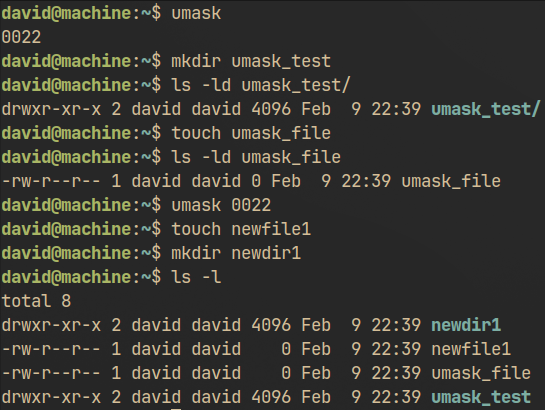 david@machine:~$ umask
0022
david@machine:~$ mkdir umask_test
david@machine:~$ ls -ld umask_test/
drwxr-xr-x 2 david david 4096 Feb  9 22:39 umask_test/
david@machine:~$ touch umask_file
david@machine:~$ ls -ld umask_file
-rw-r--r-- 1 david david 0 Feb  9 22:39 umask_file
david@machine:~$ umask 0022
david@machine:~$ touch newfile1
david@machine:~$ mkdir newdir1
david@machine:~$ ls -l
total 8
drwxr-xr-x 2 david david 4096 Feb  9 22:39 newdir1
-rw-r--r-- 1 david david    0 Feb  9 22:39 newfile1
-rw-r--r-- 1 david david    0 Feb  9 22:39 umask_file
drwxr-xr-x 2 david david 4096 Feb  9 22:39 umask_test